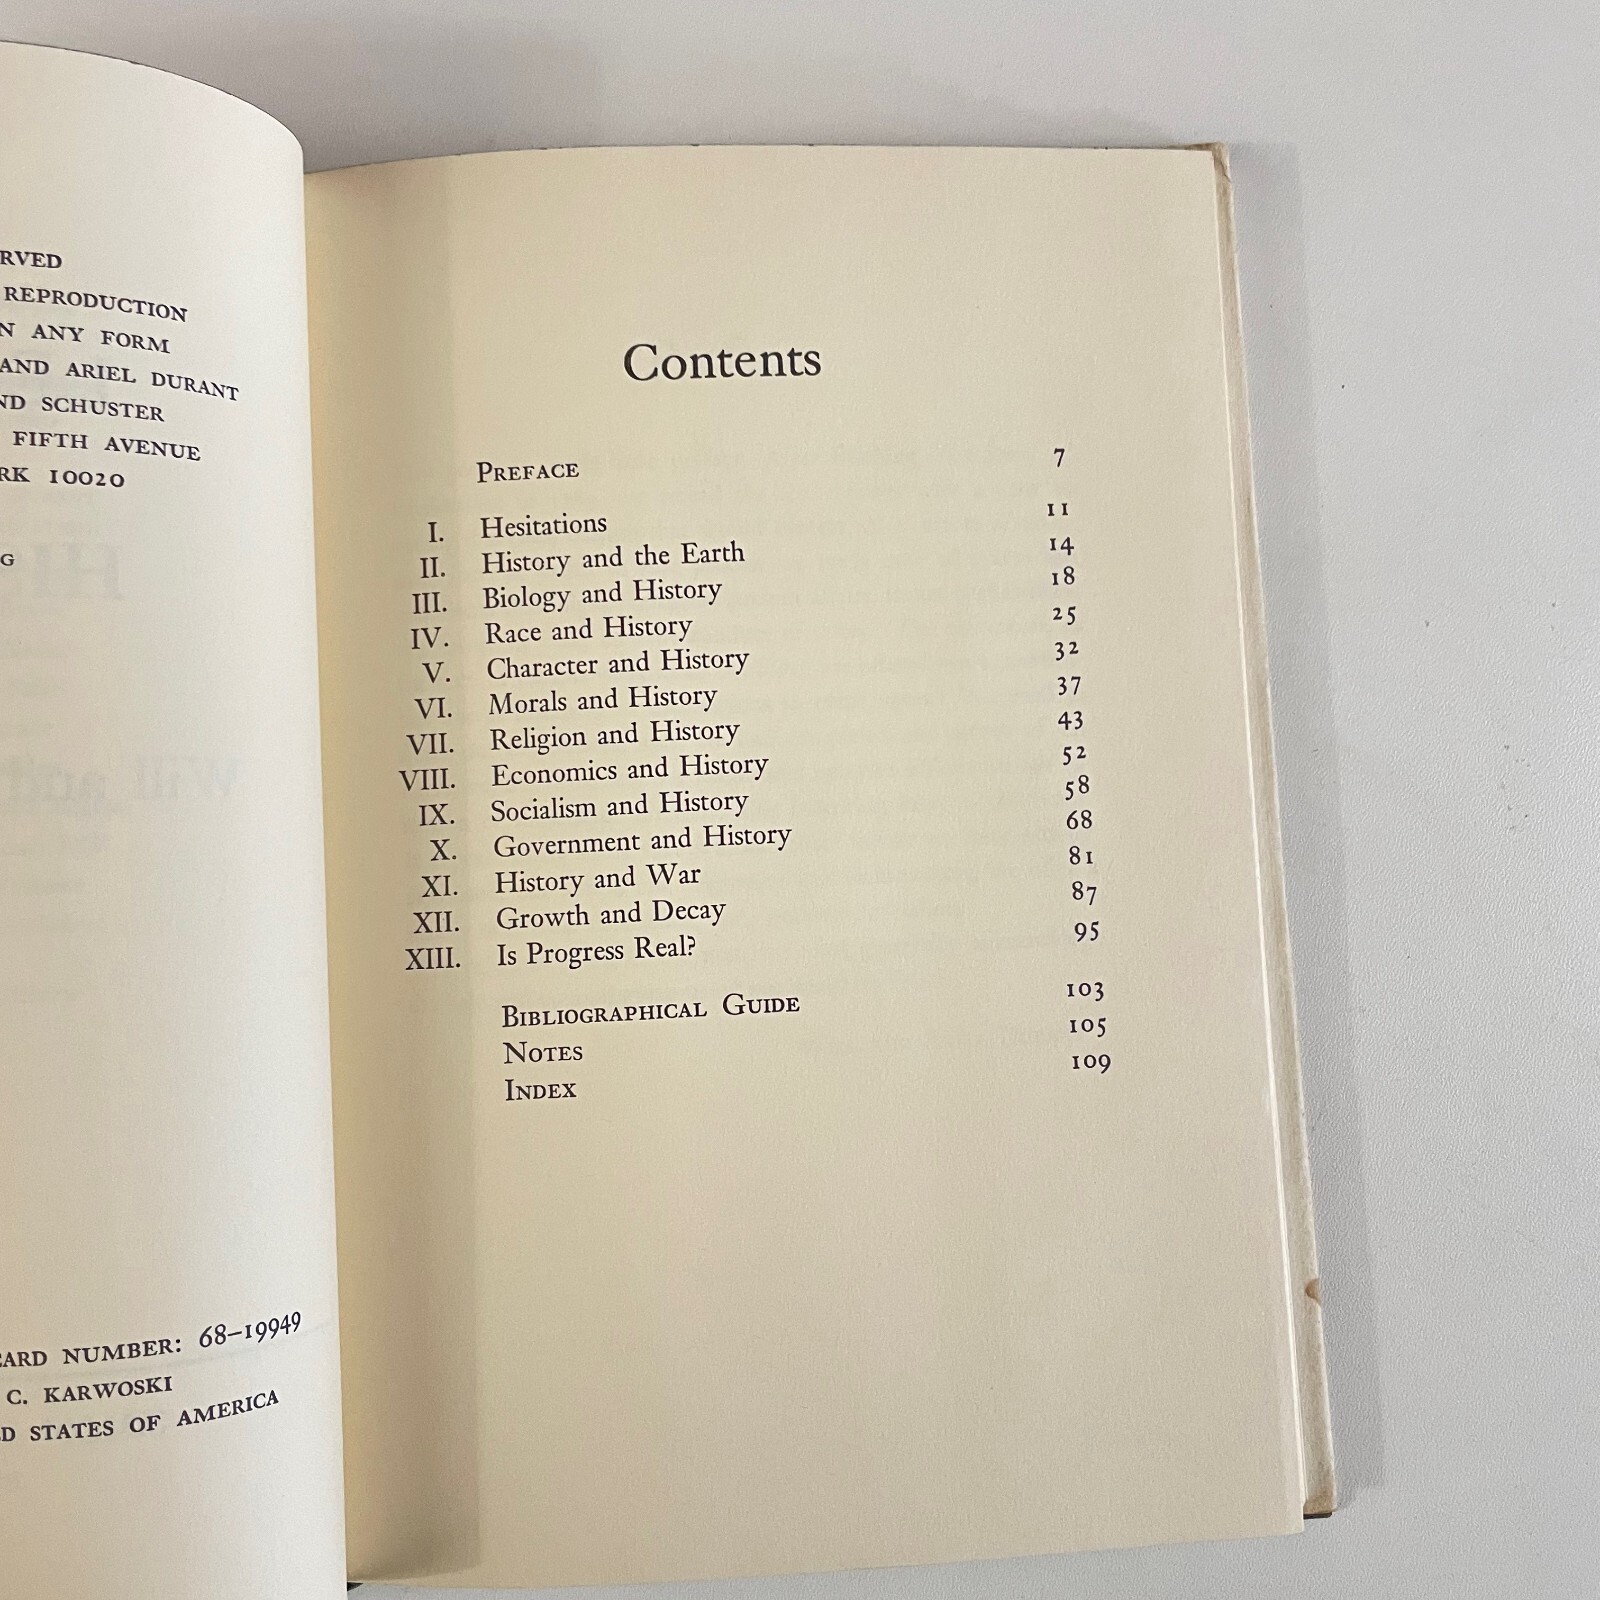 RVED
REPRODUCTION
N ANY FORM
AND ARIEL DURANT
ND SCHUSTER
FIFTH AVENUE
RK 10020
G
CARD NUMBER: 68-19949
C. KARWOSKI
D STATES OF AMERICA
Contents
PREFACE 7
I. Hesitations 11
II. History and the Earth 14
III. Biology and History 18
IV. Race and History 25
V. Character and History 32
VI. Morals and History 37
VII. Religion and History 43
VIII. Economics and History 52
IX. Socialism and History 58
X. Government and History 68
XI. History and War 81
XII. Growth and Decay 87
XIII. Is Progress Real? 95
BIBLIOGRAPHICAL GUIDE 103
NOTES 105
INDEX 109